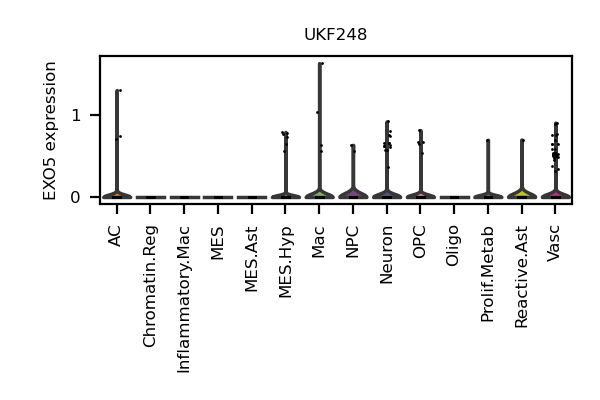 UKF248
EXO5 expression
1
0
AC
Chromatin.Reg
Inflammatory.Mac
MES
MES.Ast
MES.Hyp
Mac
NPC
Neuron
OPC
Oligo
Prolif.Metab
Reactive.Ast
Vasc